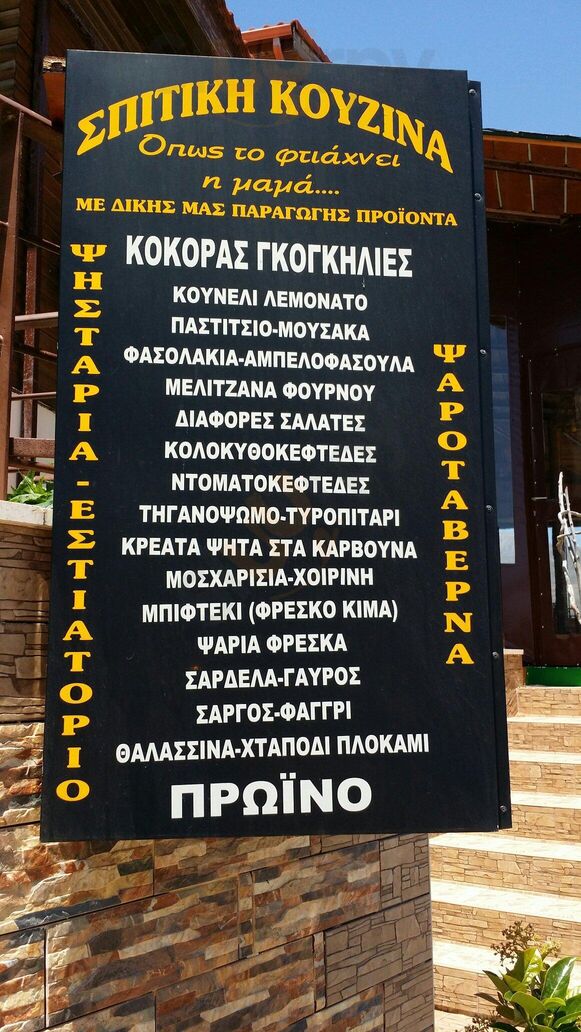 ΣΠΙΤΙΚΗ ΚΟΥΖΙΝΑ
Όπως το φτιάχνει
η μαμά....
ΜΕ ΔΙΚΗΣ ΜΑΣ ΠΑΡΑΓΩΓΗΣ ΠΡΟΪΟΝΤΑ
ΨΗΣΤΑΡΙΑ-ΕΣΤΙΑΤΟΡΙΟ
ΚΟΚΟΡΑΣ ΓΚΟΓΚΗΛΙΕΣ
ΚΟΥΝΕΛΙ ΛΕΜΟΝΑΤΟ
ΠΑΣΤΙΤΣΙΟ-ΜΟΥΣΑΚΑ
ΦΑΣΟΛΑΚΙΑ-ΑΜΠΕΛΟΦΑΣΟΥΛΑ
ΜΕΛΙΤΖΑΝΑ ΦΟΥΡΝΟΥ
ΔΙΑΦΟΡΕΣ ΣΑΛΑΤΕΣ
ΚΟΛΟΚΥΘΟΚΕΦΤΕΔΕΣ
ΝΤΟΜΑΤΟΚΕΦΤΕΔΕΣ
ΤΗΓΑΝΟΨΩΜΟ-ΤΥΡΟΠΙΤΑΡΙ
ΚΡΕΑΤΑ ΨΗΤΑ ΣΤΑ ΚΑΡΒΟΥΝΑ
ΜΟΣΧΑΡΙΣΙΑ-ΧΟΙΡΙΝΗ
ΜΠΙΦΤΕΚΙ (ΦΡΕΣΚΟ ΚΙΜΑ)
ΨΑΡΙΑ ΦΡΕΣΚΑ
ΣΑΡΔΕΛΑ-ΓΑΥΡΟΣ
ΣΑΡΓΟΣ-ΦΑΓΓΡΙ
ΘΑΛΑΣΣΙΝΑ-ΧΤΑΠΟΔΙ ΠΛΟΚΑΜΙ
ΠΡΩΪΝΟ
ΨΑΡΟΤΑΒΕΡΝΑ